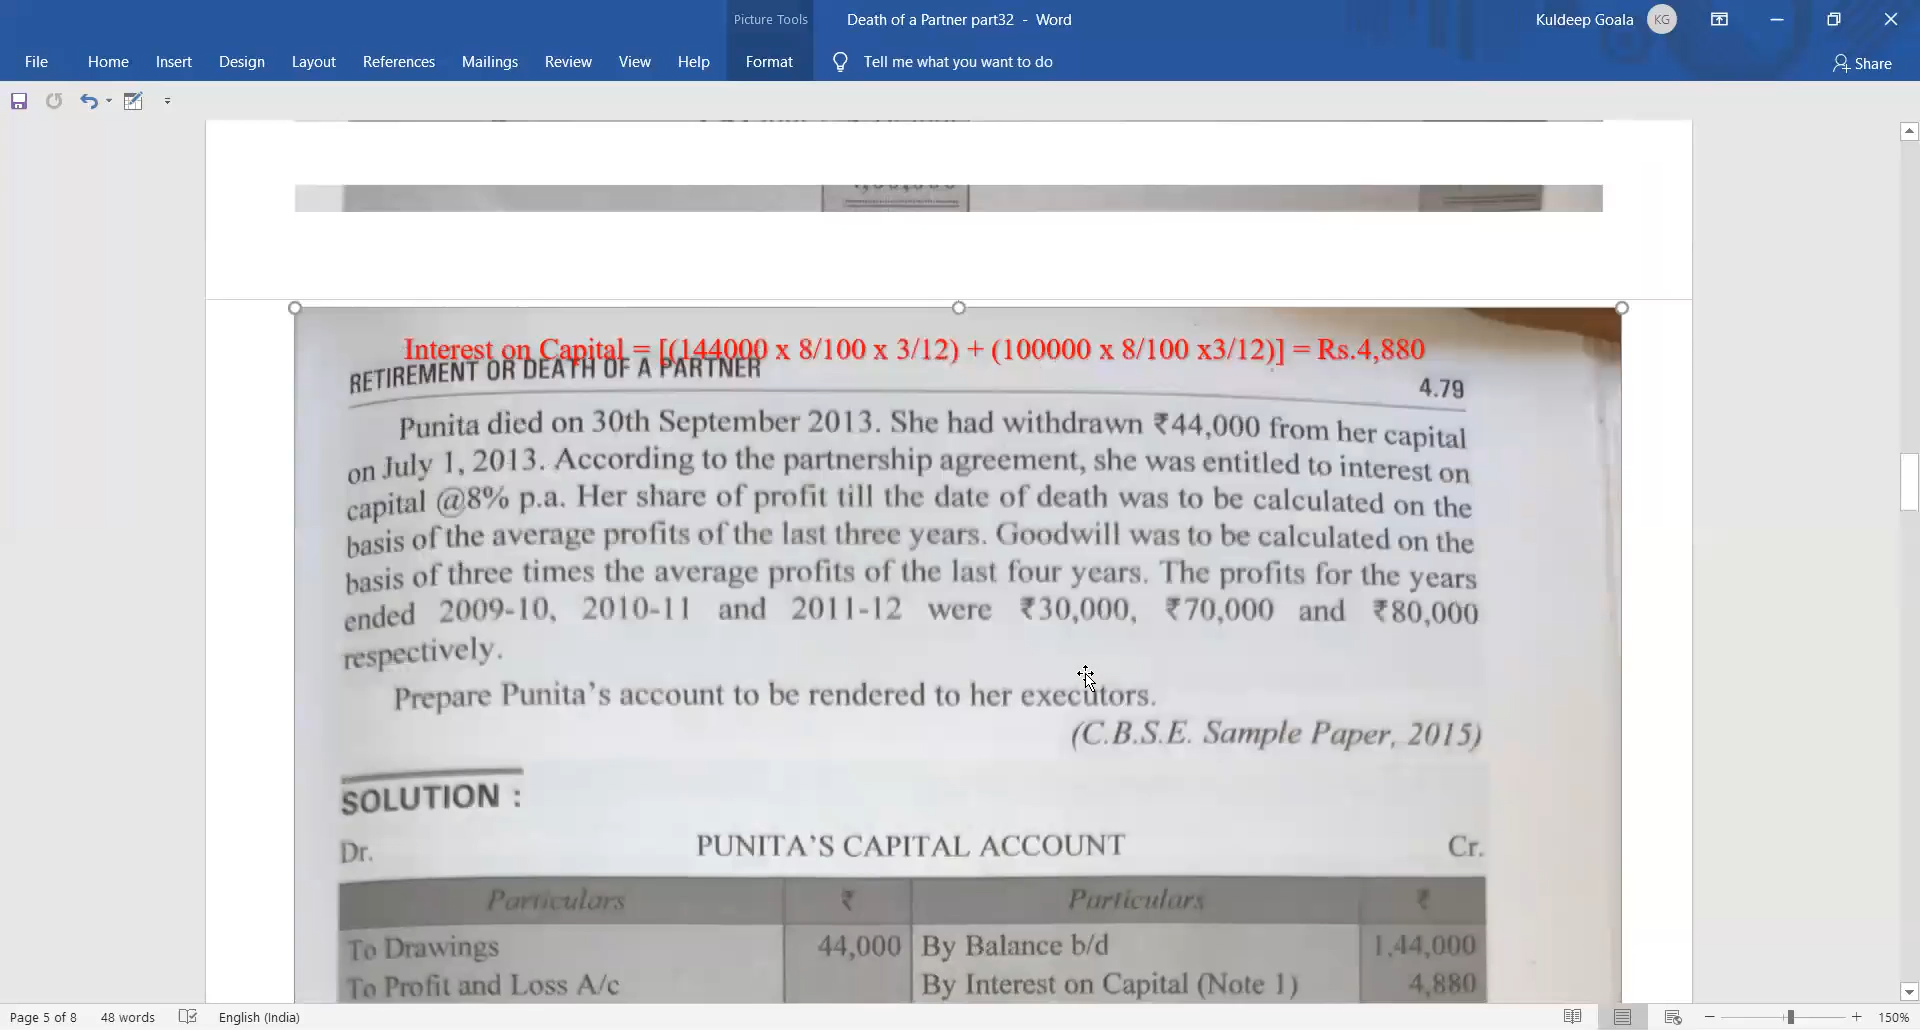 Picture Tools
Death of a Partner part32 - Word
Kuldeep Goala
KG
File
Home
Insert
Design
Layout
References
Mailings
Review
View
Help
Format
Tell me what you want to do
Share
Interest on Capital = [(144000 x 8/100 x 3/12) + (100000 x 8/100 x3/12)] = Rs.4,880
RETIREMENT OR DEATH OF A PARTNER
4.79
Punita died on 30th September 2013. She had withdrawn ₹44,000 from her capital
on July 1, 2013. According to the partnership agreement, she was entitled to interest on
capital @8% p.a. Her share of profit till the date of death was to be calculated on the
basis of the average profits of the last three years. Goodwill was to be calculated on the
basis of three times the average profits of the last four years. The profits for the years
ended 2009-10, 2010-11 and 2011-12 were ₹30,000, ₹70,000 and ₹80,000
respectively.
Prepare Punita's account to be rendered to her executors.
(C.B.S.E. Sample Paper, 2015)
SOLUTION :
Dr. PUNITA'S CAPITAL ACCOUNT Cr.
Particulars ₹ Particulars ₹
To Drawings 44,000 By Balance b/d 1,44,000
To Profit and Loss A/c By Interest on Capital (Note 1) 4,880
Page 5 of 8
48 words
English (India)
150%